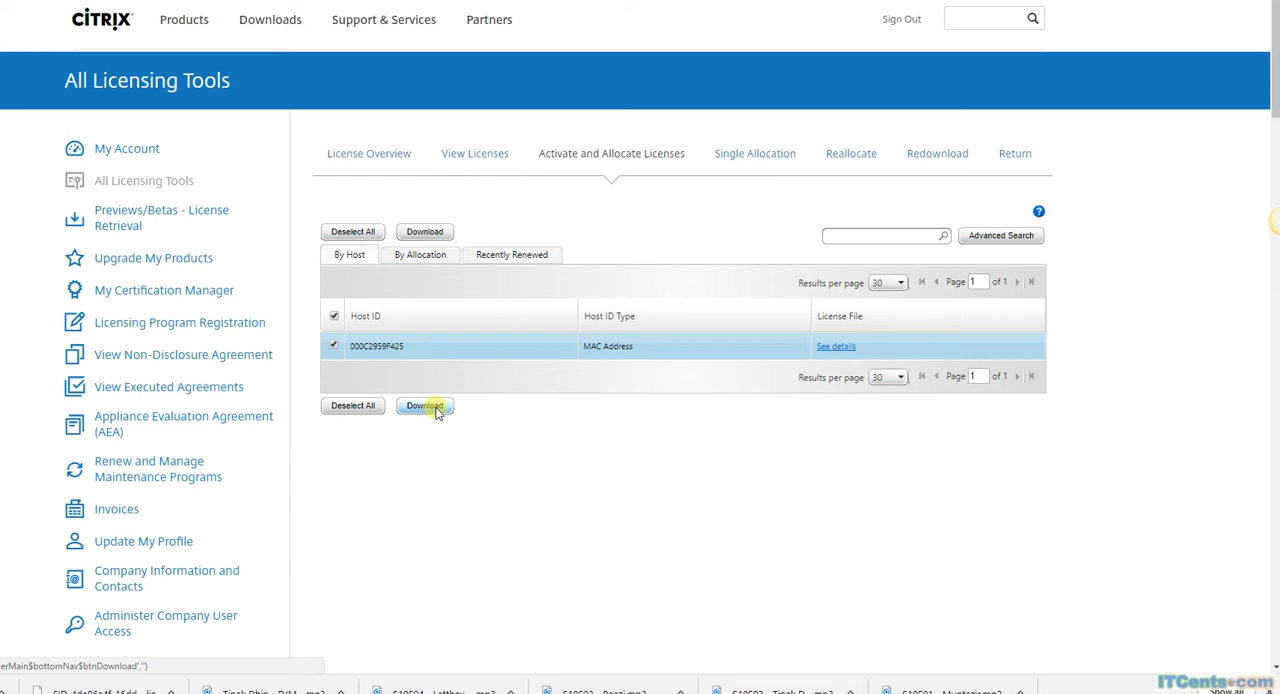 CITRIX
Products
Downloads
Support & Services
Partners
Sign Out
All Licensing Tools
My Account
All Licensing Tools
Previews/Betas - License
Retrieval
Upgrade My Products
My Certification Manager
Licensing Program Registration
View Non-Disclosure Agreement
View Executed Agreements
Appliance Evaluation Agreement
(AEA)
Renew and Manage
Maintenance Programs
Invoices
Update My Profile
Company Information and
Contacts
Administer Company User
Access
License Overview
View Licenses
Activate and Allocate Licenses
Single Allocation
Reallocate
Redownload
Return
?
Deselect All
Download
Advanced Search
By Host
By Allocation
Recently Renewed
Results per page 30 Page 1 of 1
Host ID
Host ID Type
License File
000C2959F425
MAC Address
See details
Results per page 30 Page 1 of 1
Deselect All
Download
erMain$bottomNav$btnDownload','')
ITCents.com